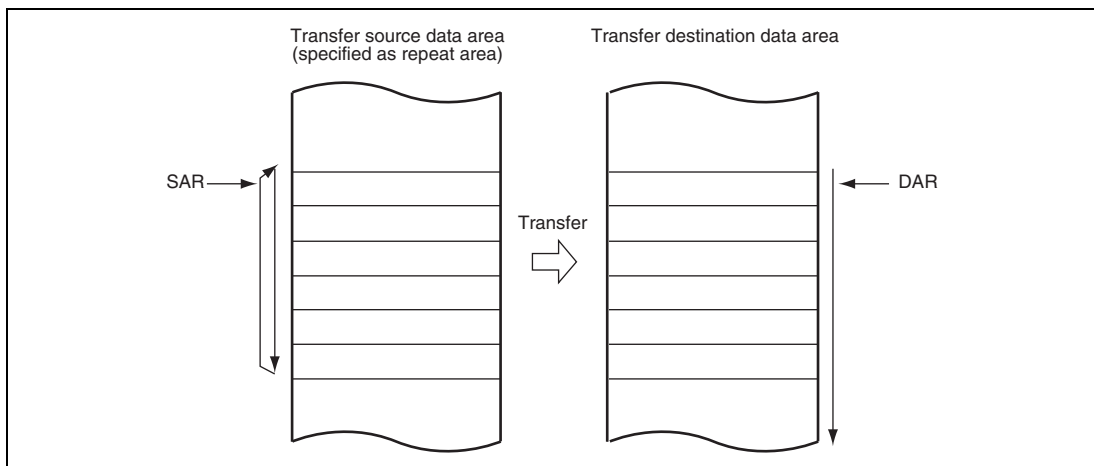 Transfer source data area
(specified as repeat area)
Transfer destination data area
SAR
Transfer
DAR